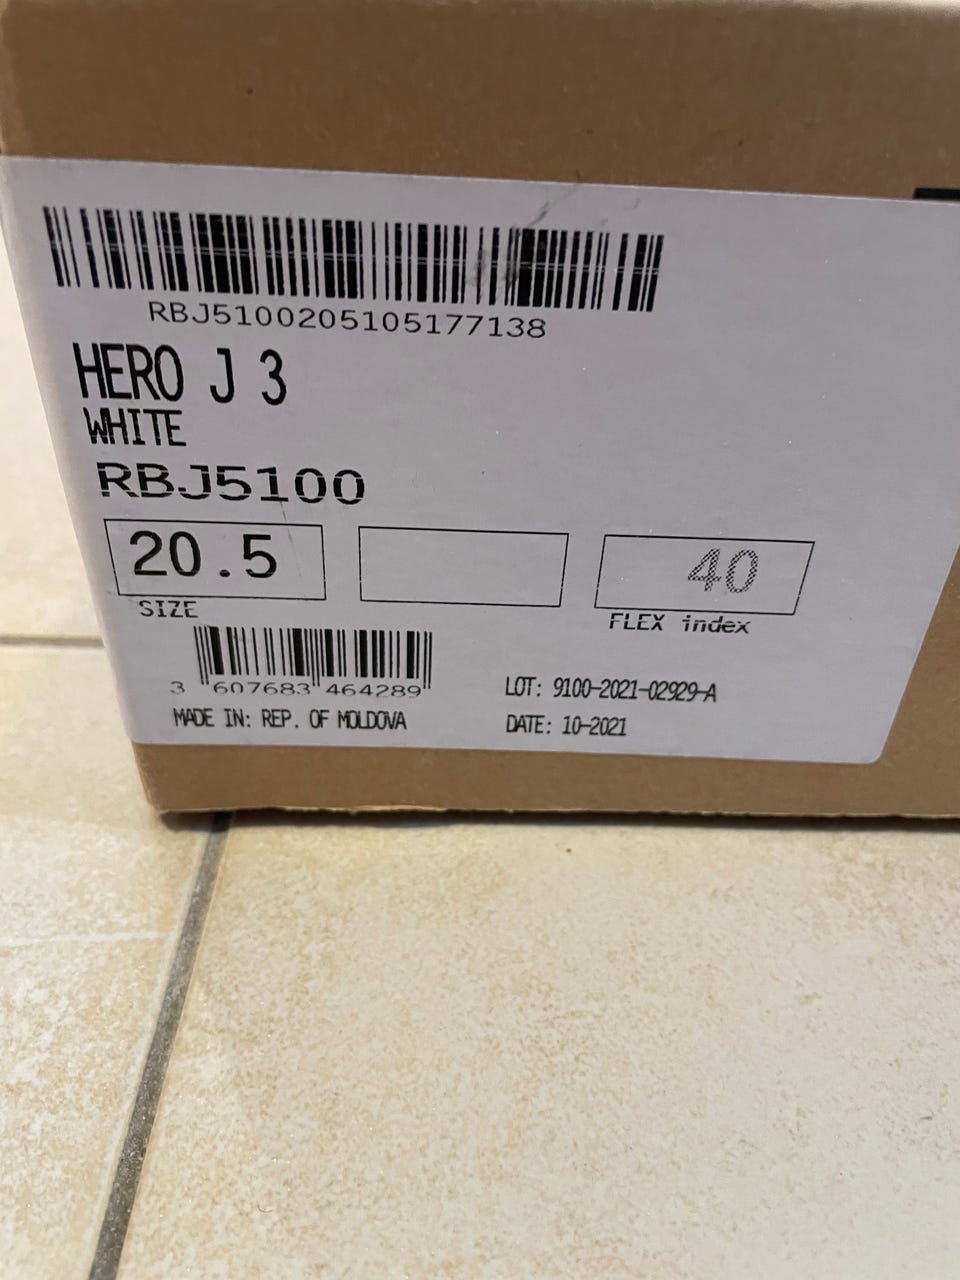 RBJ5100205105177138
HERO J 3
WHITE
RBJ5100
20.5
40
SIZE
FLEX index
3 607683 464289
MADE IN: REP. OF MOLDOVA
LOT: 9100-2021-02929-A
DATE: 10-2021